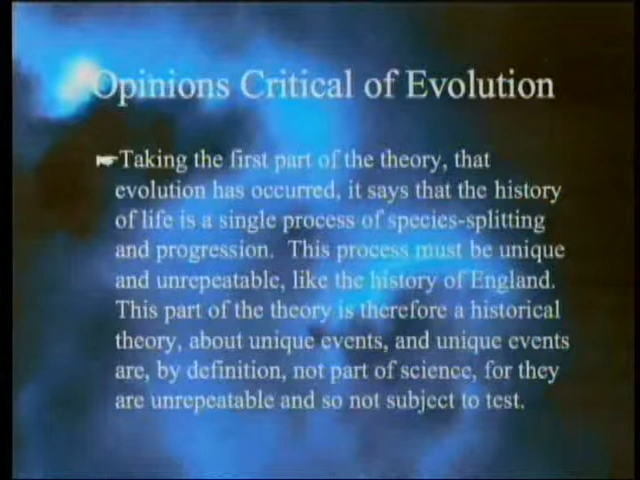 Opinions Critical of Evolution
Taking the first part of the theory, that
evolution has occurred, it says that the history
of life is a single process of species-splitting
and progression. This process must be unique
and unrepeatable, like the history of England.
This part of the theory is therefore a historical
theory, about unique events, and unique events
are, by definition, not part of science, for they
are unrepeatable and so not subject to test.